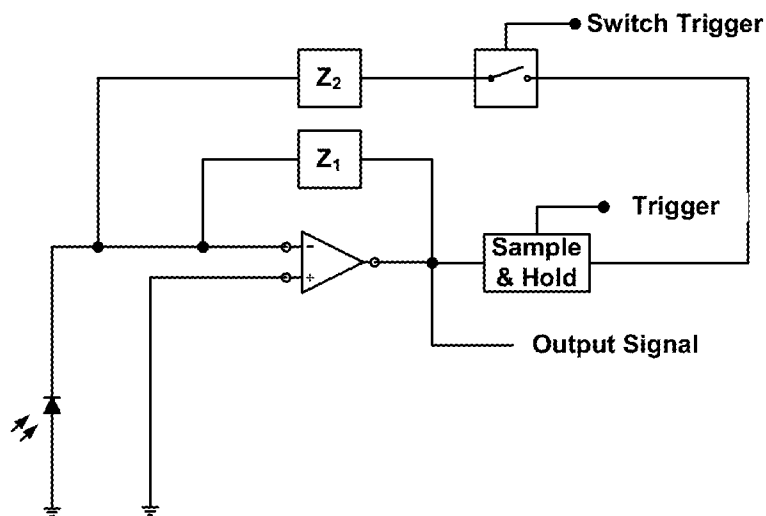 Switch Trigger
Z₂
Z₁
Trigger
Sample
& Hold
-
+
Output Signal